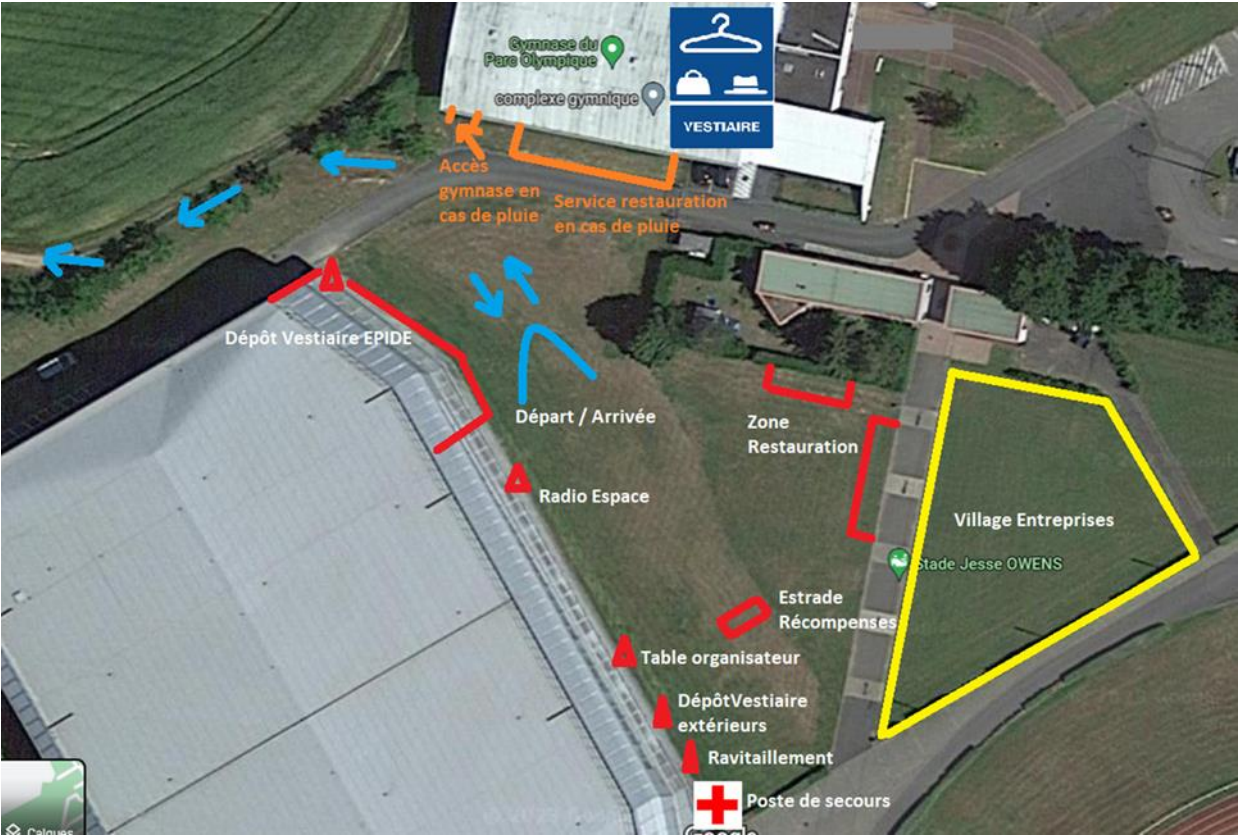 Gymnase du
Parc Olympique
complexe gymnique
VESTIAIRE
Accès
gymnase en
cas de pluie
Service restauration
en cas de pluie
Dépôt Vestiaire EPIDE
Départ / Arrivée
Zone
Restauration
Radio Espace
Village Entreprises
Stade Jesse OWENS
Estrade
Récompenses
Table organisateur
DépôtVestiaire
extérieurs
Ravitaillement
Poste de secours
Google
Calques